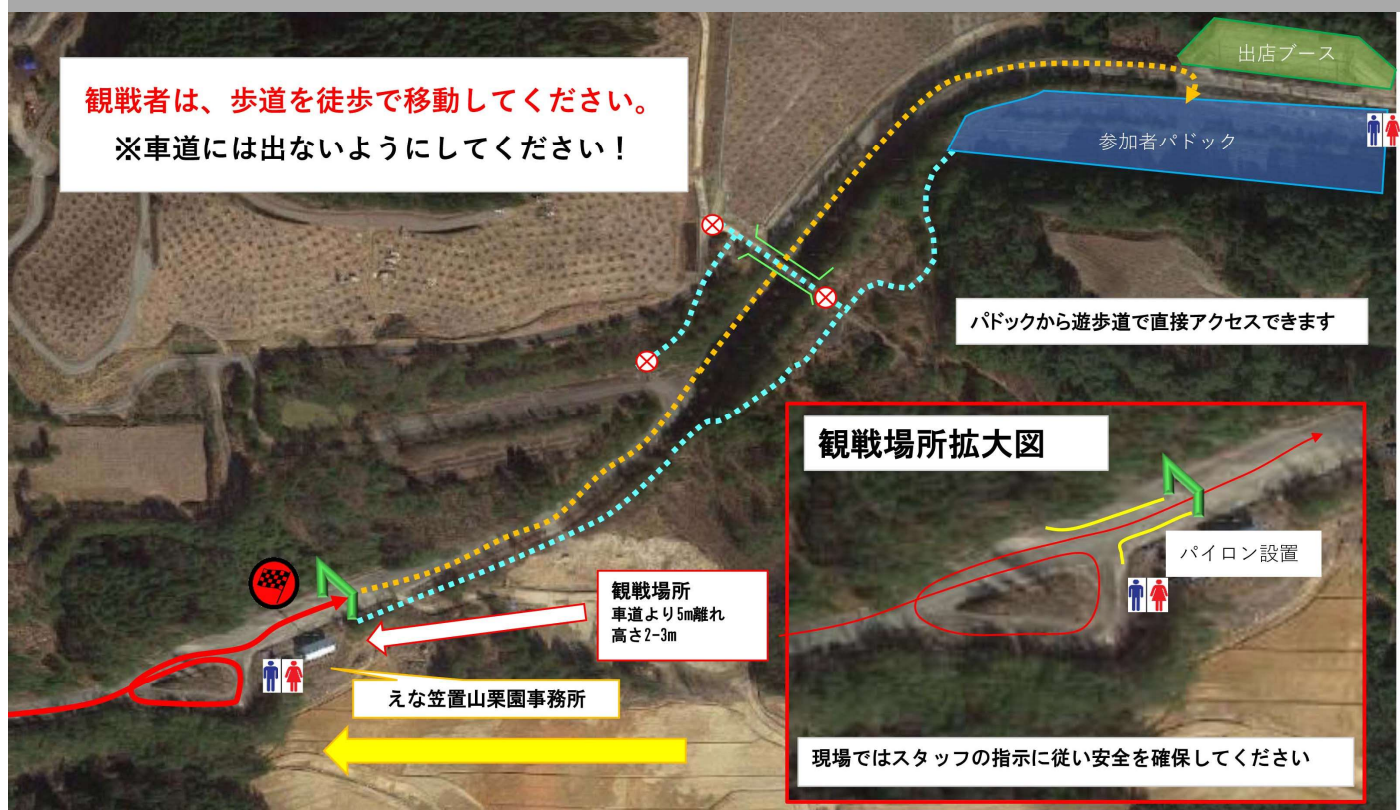 観戦者は、歩道を徒歩で移動してください。
※車道には出ないようにしてください！
出店ブース
参加者パドック
パドックから遊歩道で直接アクセスできます
観戦場所拡大図
パイロン設置
観戦場所
車道より5m離れ
高さ2-3m
えな笠置山栗園事務所
現場ではスタッフの指示に従い安全を確保してください